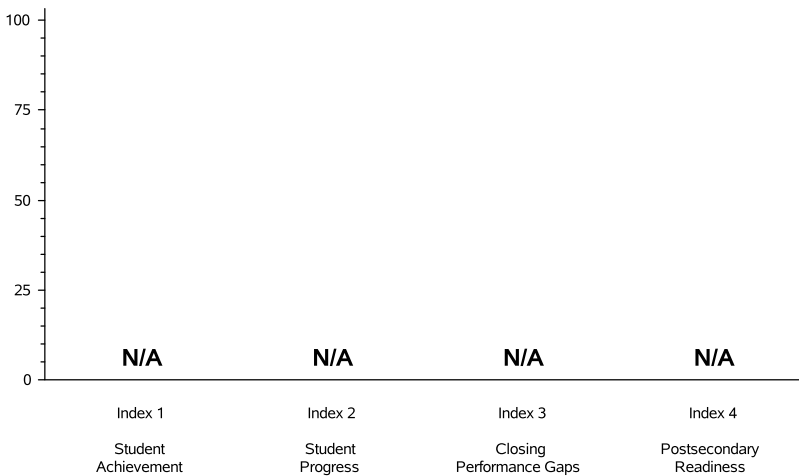 100
75
50
25
0
N/A N/A N/A N/A
Index 1 Index 2 Index 3 Index 4
Student Student Closing Postsecondary
Achievement Progress Performance Gaps Readiness